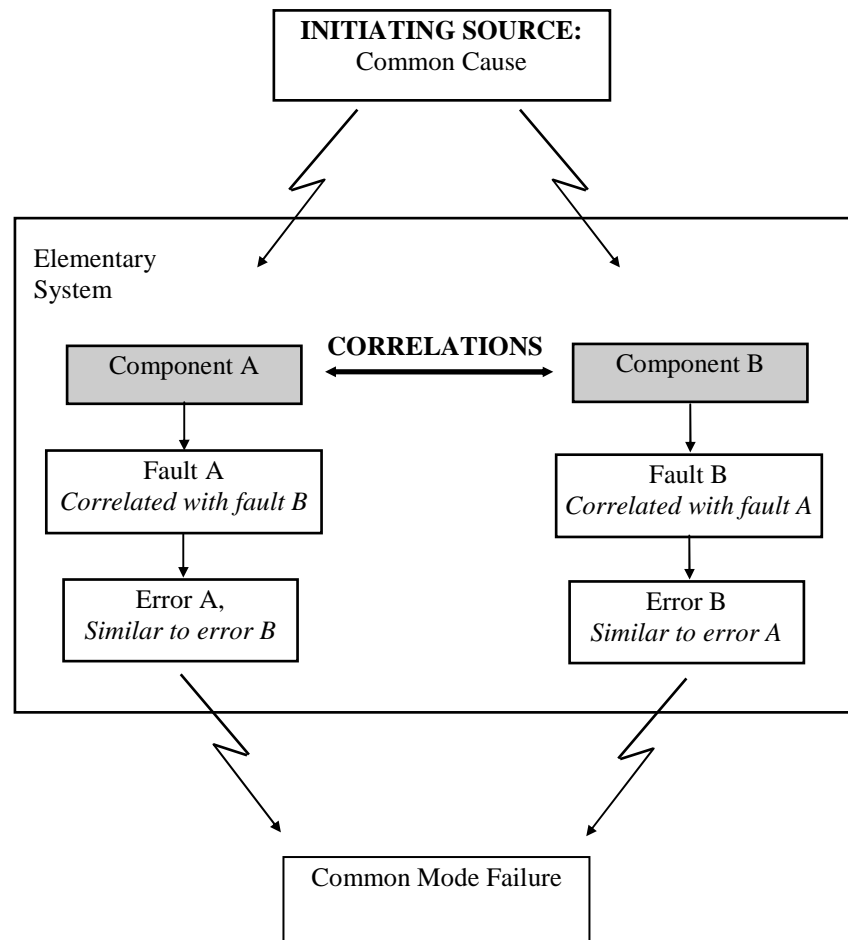 INITIATING SOURCE:
Common Cause
Elementary
System
Component A
CORRELATIONS
Component B
Fault A
Correlated with fault B
Fault B
Correlated with fault A
Error A,
Similar to error B
Error B
Similar to error A
Common Mode Failure